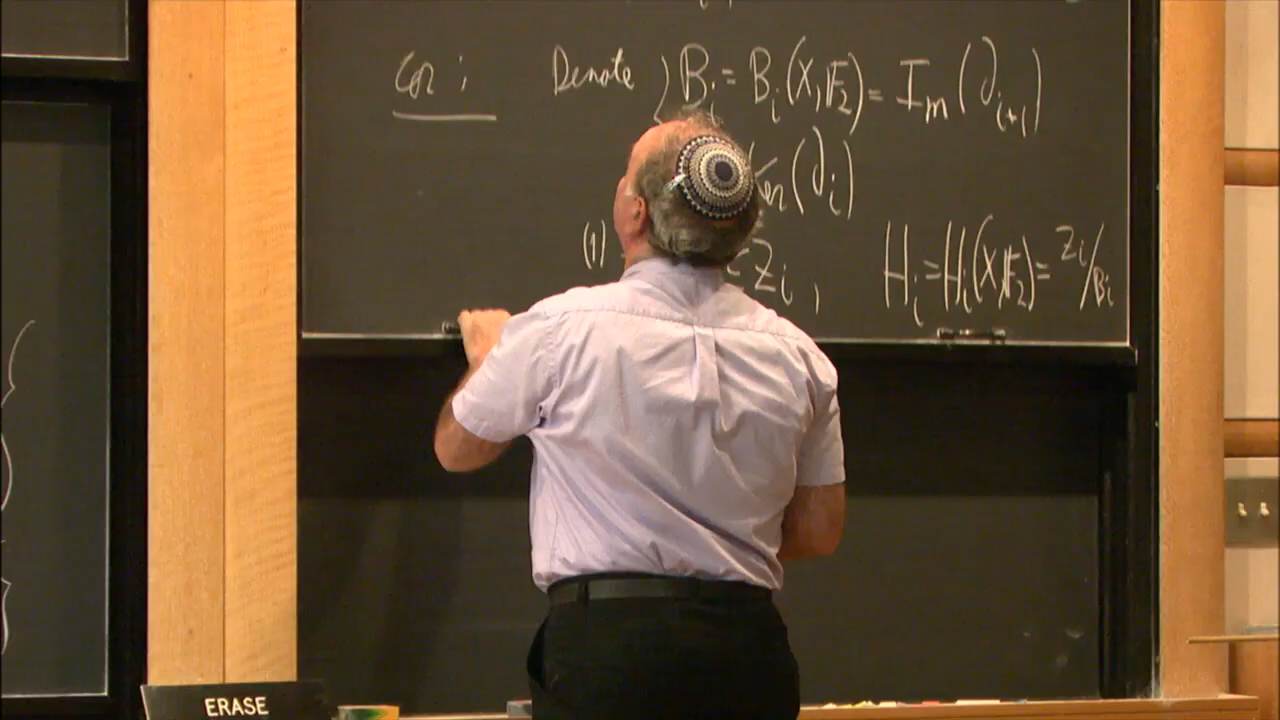 Cor: Denote } B_i = B_i(X, 𝔽_2) = Im(∂_{i+1})
(∂_i)
(1) Z_i, H_i = H_i(X, 𝔽_2) = Z_i/B_i
ERASE